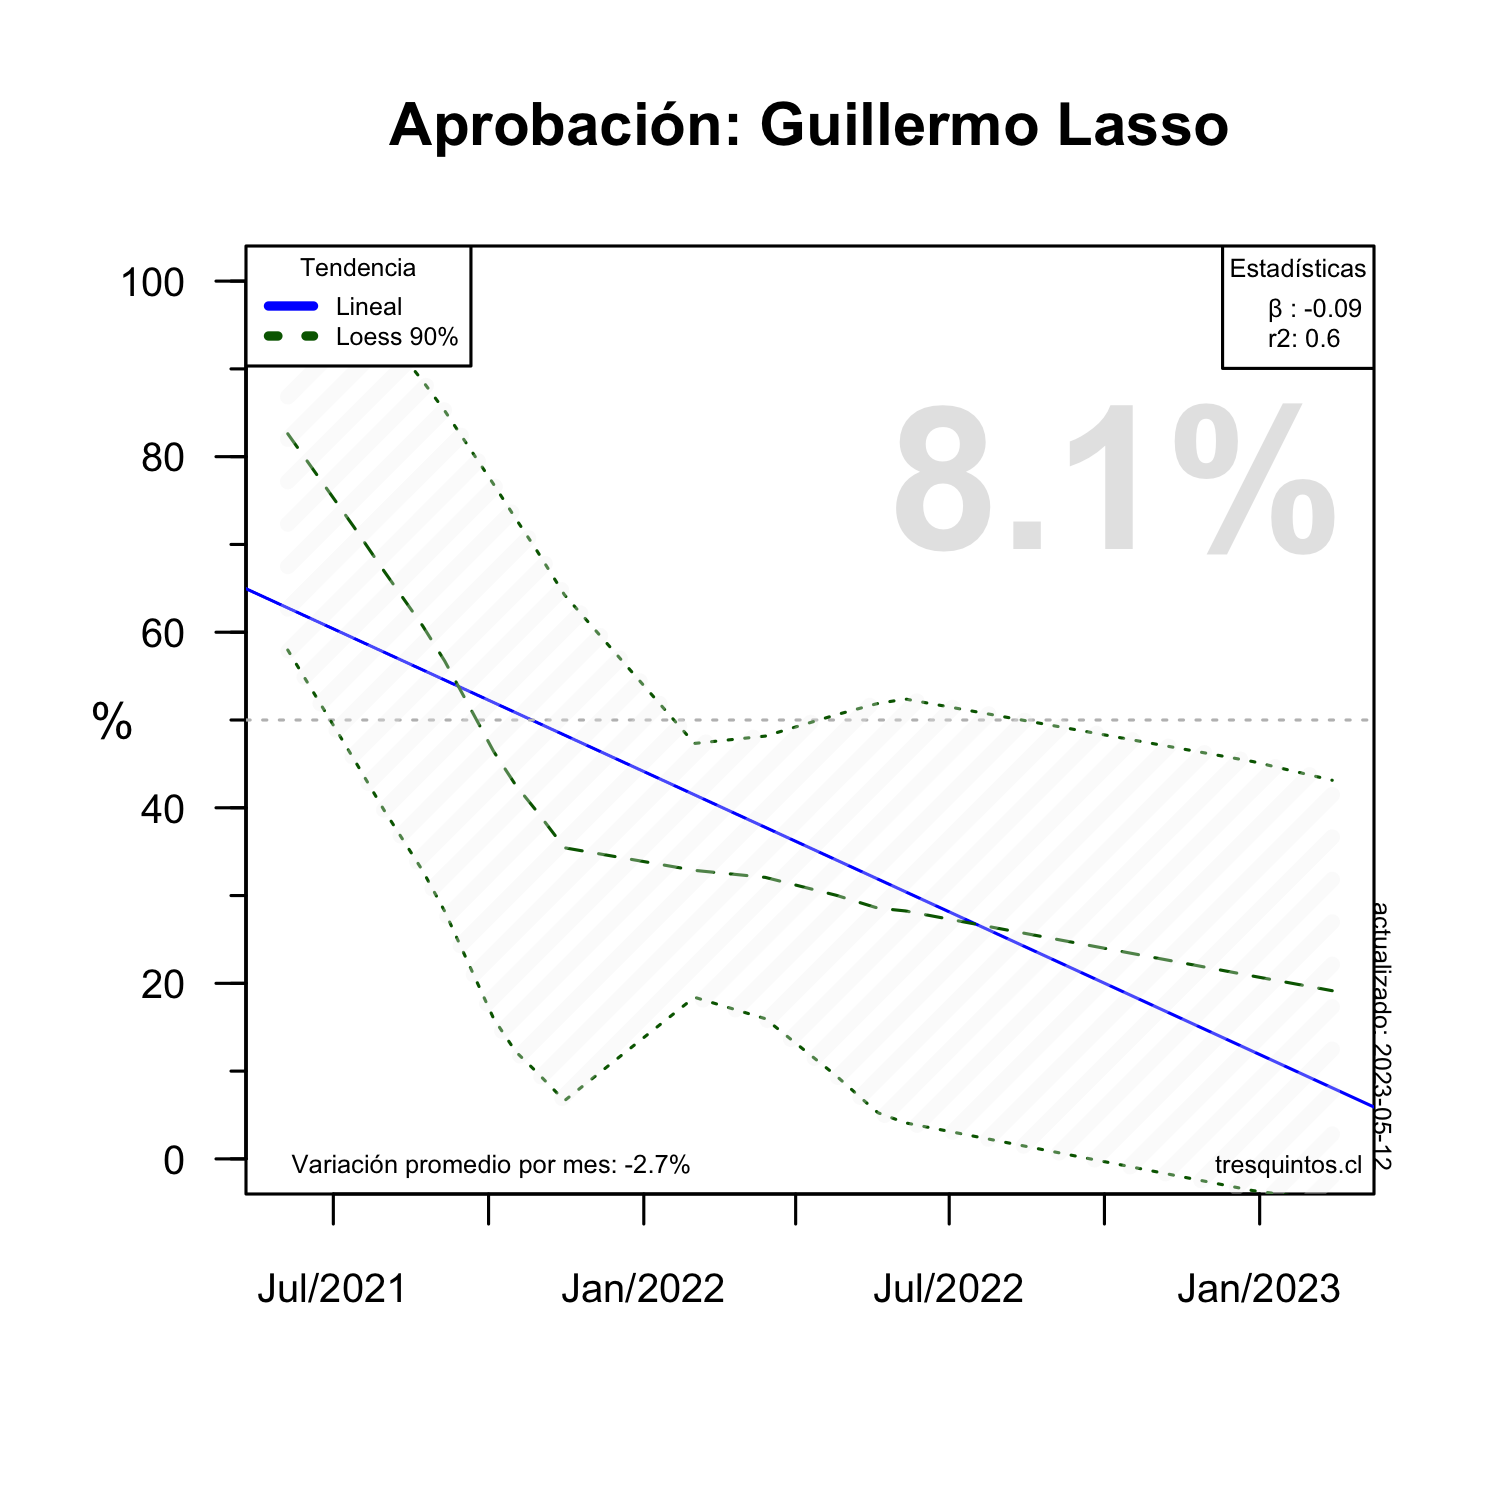 Aprobación: Guillermo Lasso
Tendencia
Lineal
Loess 90%
Estadísticas
β : -0.09
r2: 0.6
8.1%
100
80
60
40
20
0
%
Variación promedio por mes: -2.7%
tresquintos.cl
actualizado: 2023-05-12
Jul/2021
Jan/2022
Jul/2022
Jan/2023